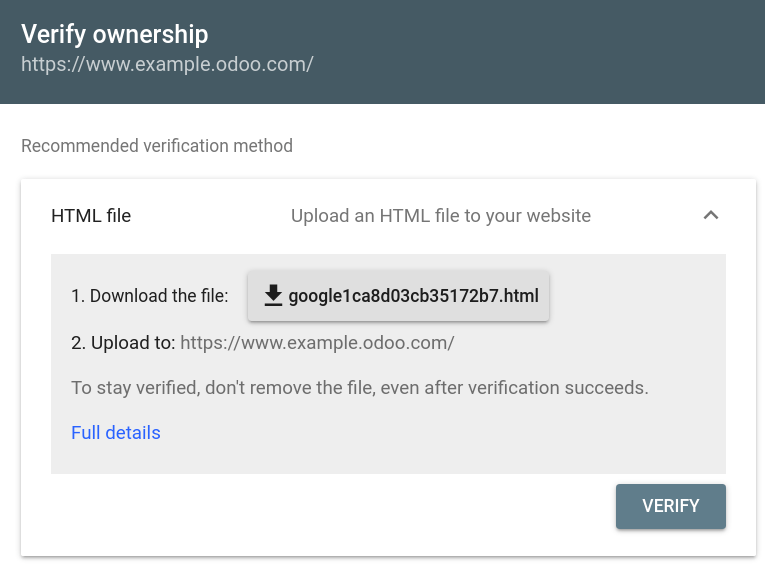 Verify ownership
https://www.example.odoo.com/
Recommended verification method
HTML file Upload an HTML file to your website
1. Download the file: google1ca8d03cb35172b7.html
2. Upload to: https://www.example.odoo.com/
To stay verified, don't remove the file, even after verification succeeds.
Full details
VERIFY